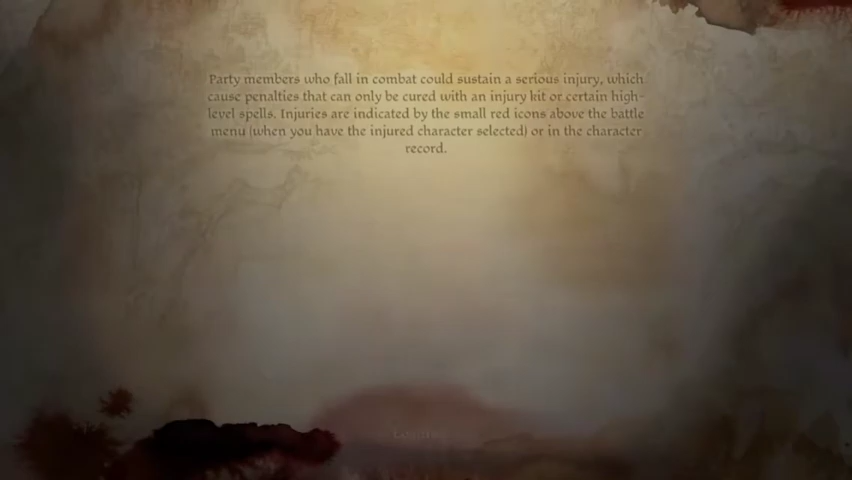 Party members who fall in combat could sustain a serious injury, which
cause penalties that can only be cured with an injury kit or certain high-
level spells. Injuries are indicated by the small red icons above the battle
menu (when you have the injured character selected) or in the character
record.